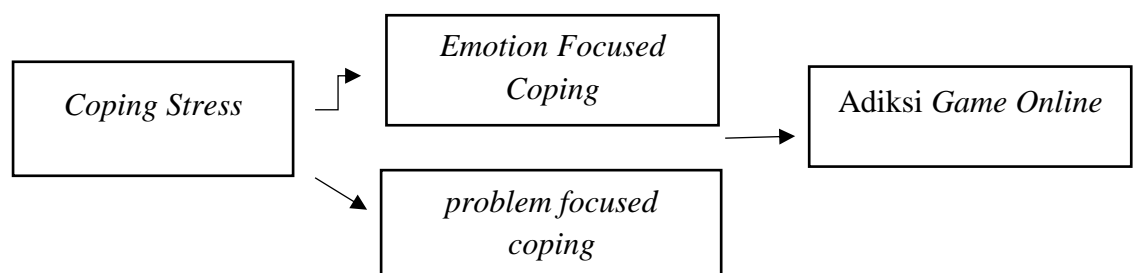 Coping Stress
Emotion Focused
Coping
problem focused
coping
Adiksi Game Online